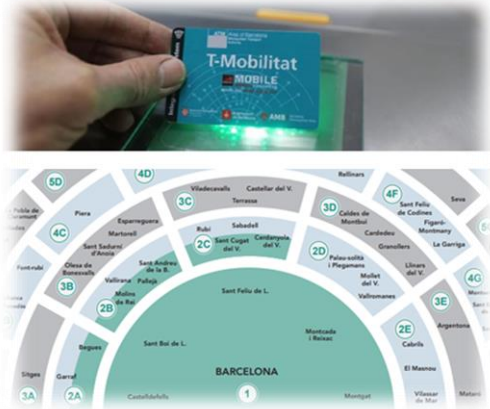 T-Mobilitat
MOBILE
AMB
5D
4D
Rellinars
4F
3C
Viladecavalls
Castellar del V.
Terrassa
3D
Caldes de
Montbui
Sant Feliu
de Codines
Seva
Piera
4C
Esparreguera
Martorell
Rubí
Sabadell
2C
Sant Cugat
del V.
Cerdanyola
del V.
Cardedeu
Granollers
Figaró-
Montmany
La Garriga
Sant Sadurní
d'Anoia
Olesa de
Bonesvalls
Sant Andreu
de la B.
2D
Palau-solità
i Plegamans
Llinars
del V.
4G
3B
Vallirana
Pallejà
Molins
de Rei
2B
Mollet
del V.
Vallromanes
3E
Sant Feliu de L.
Argentona
Begues
Sant Boi de L.
Montcada
i Reixac
2E
Cabrils
Sitges
Garraf
BARCELONA
El Masnou
3A
2A
Castelldefels
1
Montgat
Vilassar
de Mar
Mataró